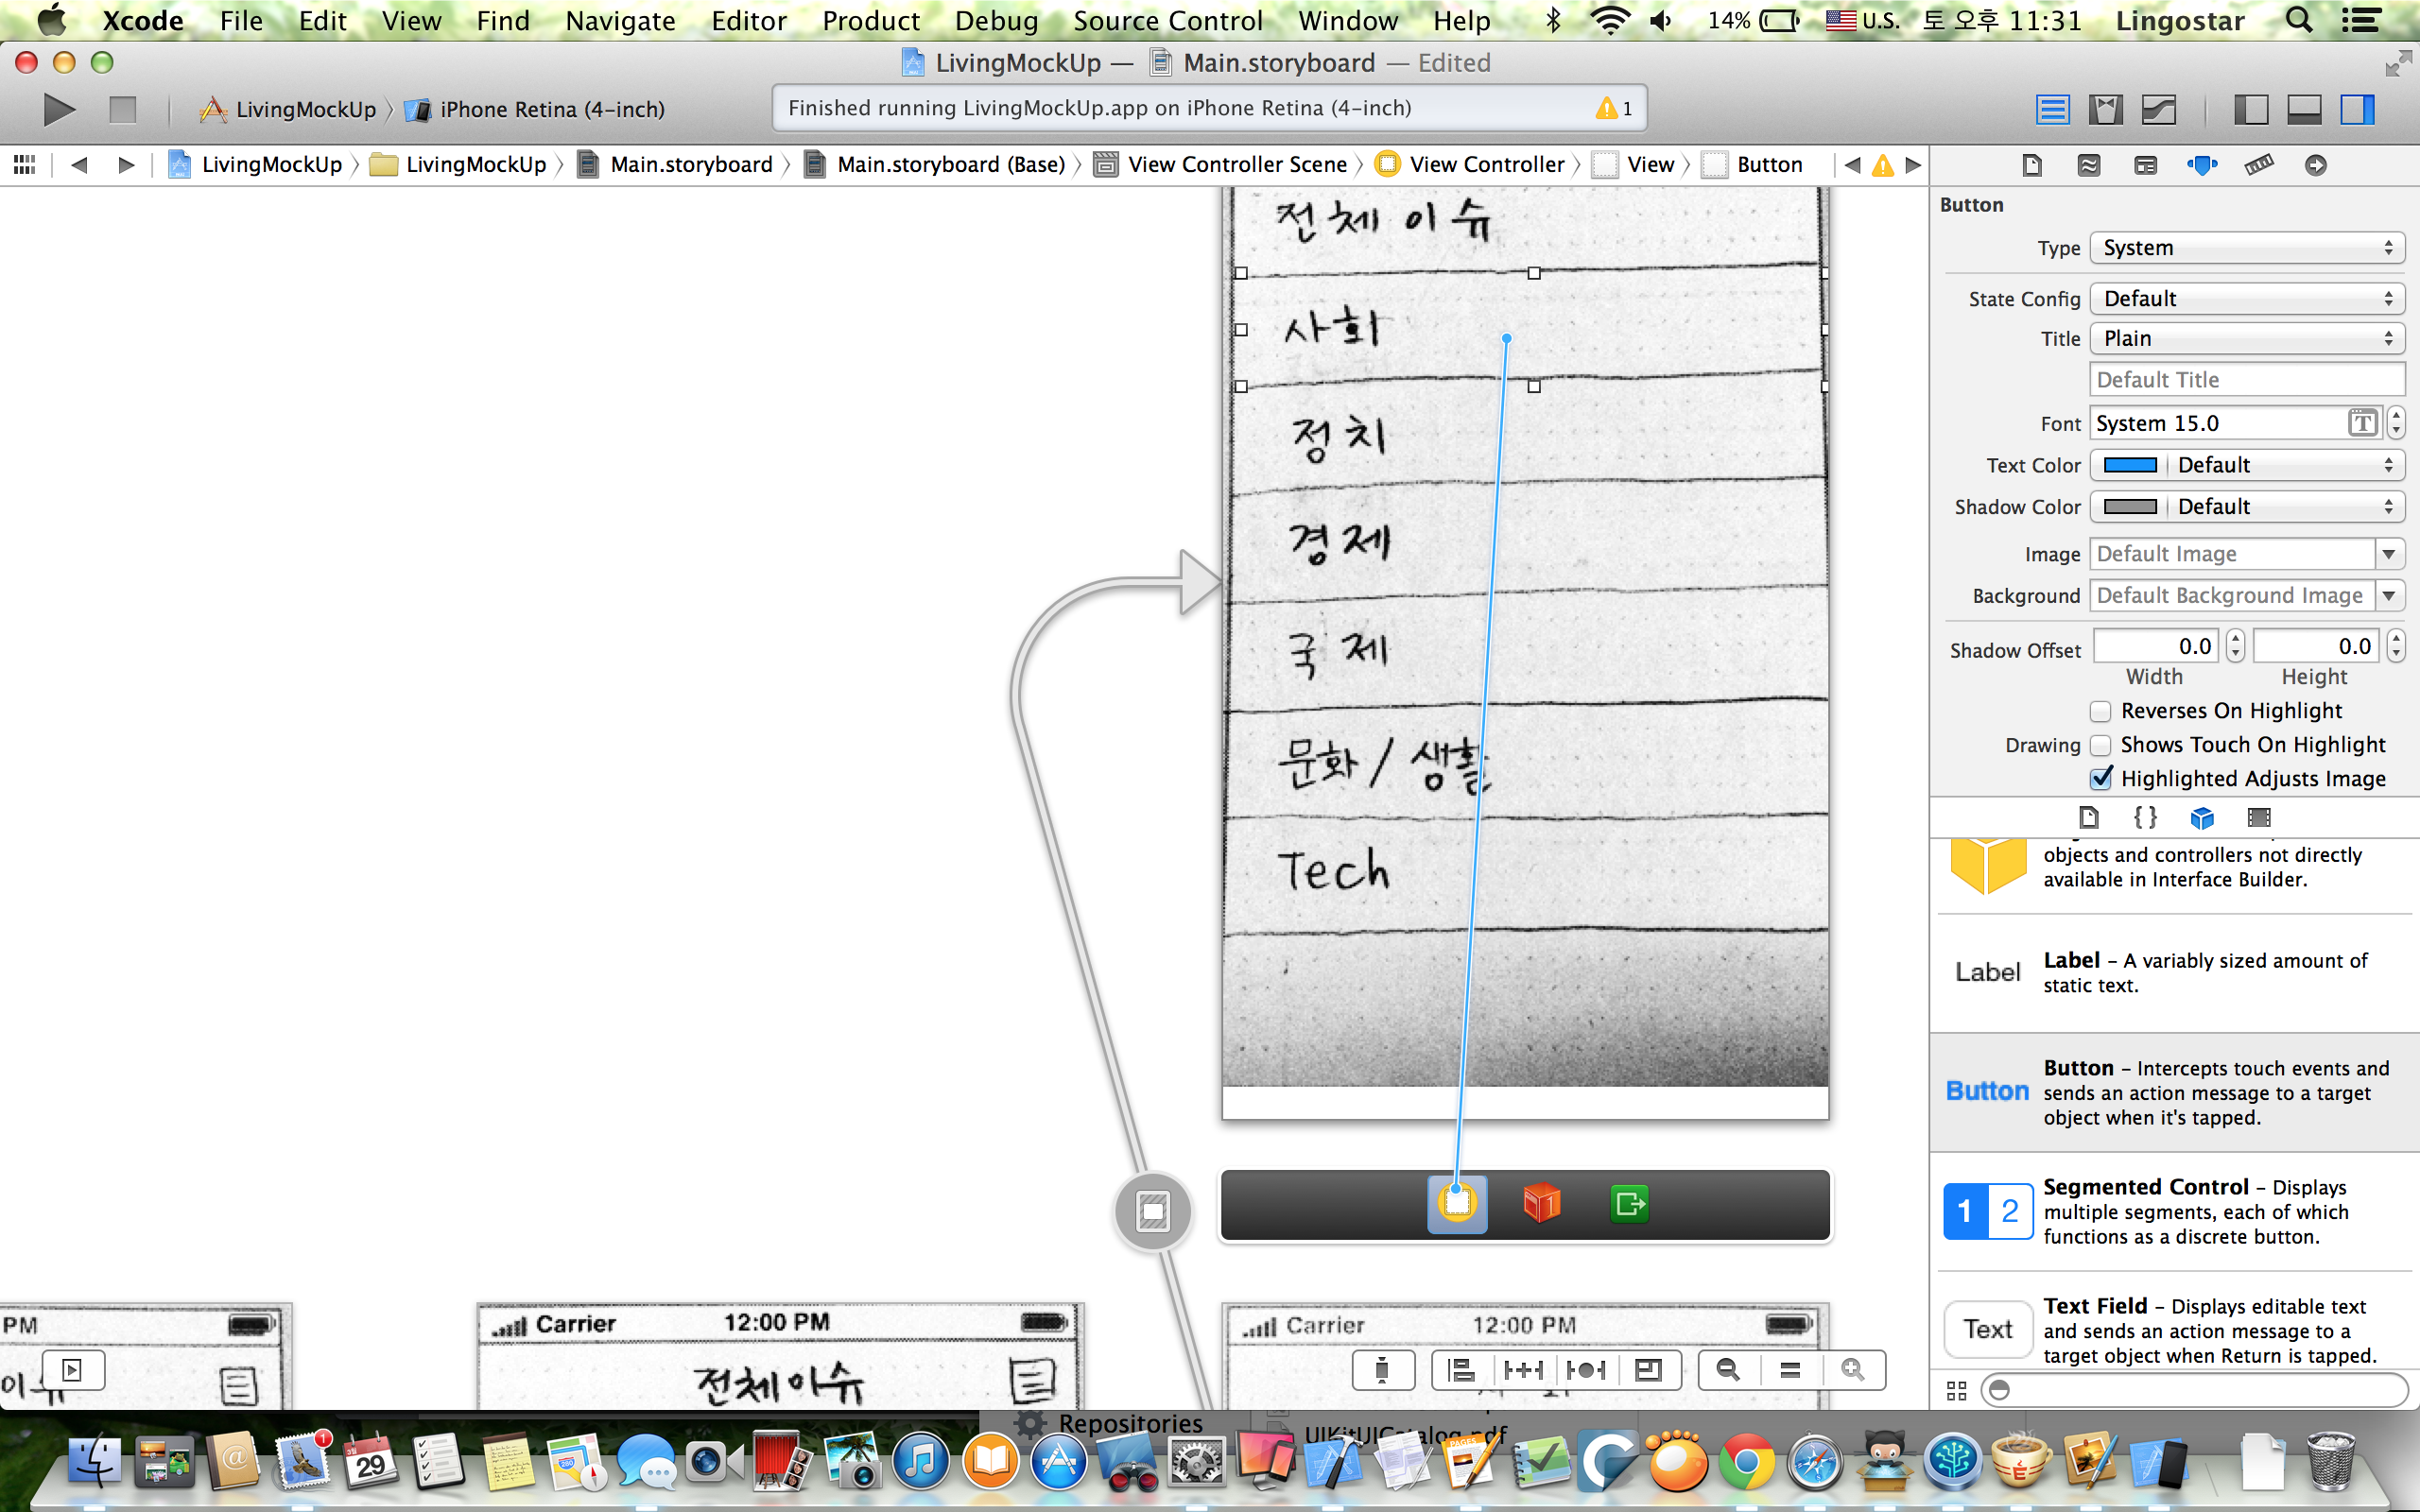 Xcode File Edit View Find Navigate Editor Product Debug Source Control Window Help 14% U.S. 토 오후 11:31 Lingostar
LivingMockUp — Main.storyboard — Edited
LivingMockUp iPhone Retina (4-inch)
Finished running LivingMockUp.app on iPhone Retina (4-inch) 1
LivingMockUp LivingMockUp Main.storyboard Main.storyboard (Base) View Controller Scene View Controller View Button
전체 이슈
사회
정치
경제
국제
문화 / 생활
Tech
PM
Carrier 12:00 PM
전체이슈
Carrier 12:00 PM
Button
Type System
State Config Default
Title Plain
Default Title
Font System 15.0 T
Text Color Default
Shadow Color Default
Image Default Image
Background Default Background Image
Shadow Offset 0.0 0.0
Width Height
Reverses On Highlight
Drawing Shows Touch On Highlight
Highlighted Adjusts Image
{ }
objects and controllers not directly
available in Interface Builder.
Label Label – A variably sized amount of
static text.
Button Button – Intercepts touch events and
sends an action message to a target
object when it's tapped.
1 2 Segmented Control – Displays
multiple segments, each of which
functions as a discrete button.
Text Text Field – Displays editable text
and sends an action message to a
target object when Return is tapped.
Repositories
UIKitUICatalog.pdf
1
29
PAGES